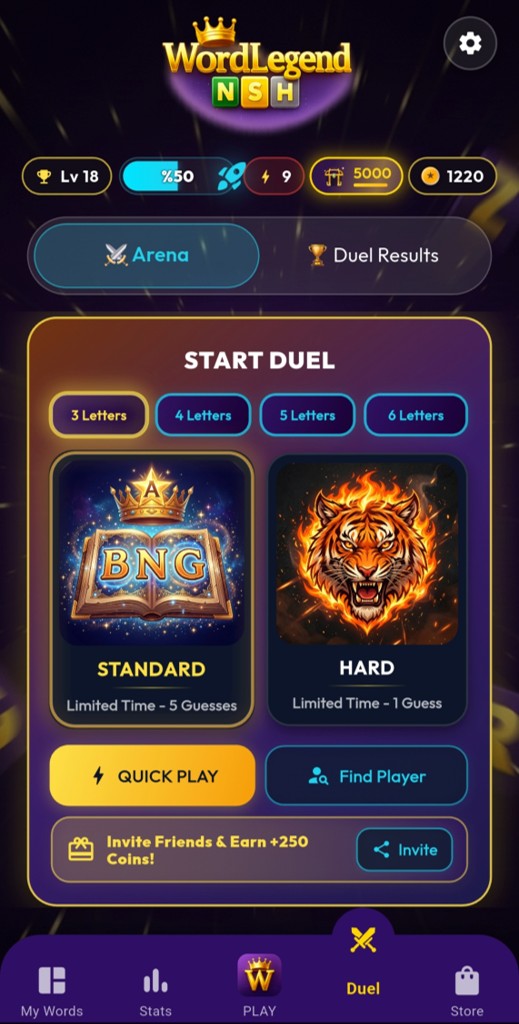 WordLegend
N S H
Lv 18
%50
9
5000
1220
Arena
Duel Results
START DUEL
3 Letters
4 Letters
5 Letters
6 Letters
A
BNG
STANDARD
Limited Time - 5 Guesses
HARD
Limited Time - 1 Guess
QUICK PLAY
Find Player
Invite Friends & Earn +250
Coins!
Invite
My Words
Stats
W
PLAY
Duel
Store